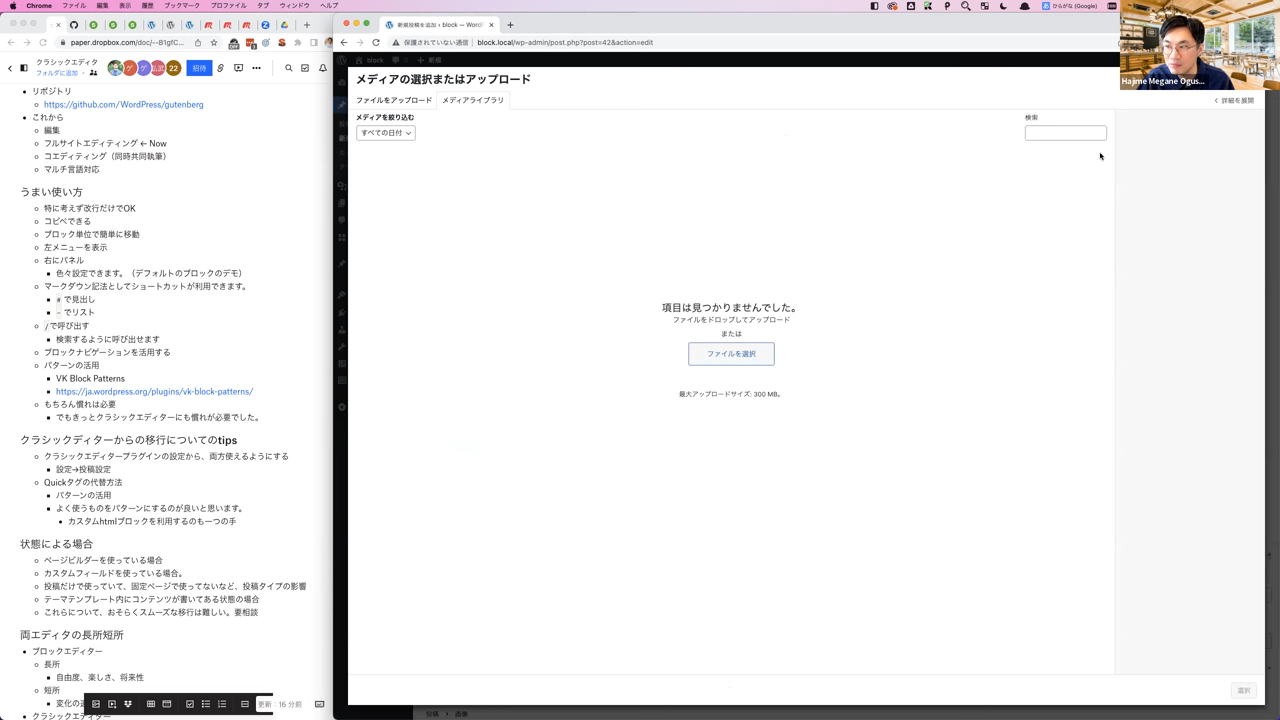 Chrome ファイル 編集 表示 履歴 ブックマーク プロファイル タブ ウィンドウ ヘルプ
ひらがな (Google)
新規投稿を追加 ‹ block — Word
paper.dropbox.com/doc/--B1gfC...
保護されていない通信 block.local/wp-admin/post.php?post=42&action=edit
Hajime Megane Ogus...
クラシックエディタ
フォルダに追加
22
招待
block 0 新規
リポジトリ
https://github.com/WordPress/gutenberg
これから
編集
フルサイトエディティング ← Now
コエディティング（同時共同執筆）
マルチ言語対応
うまい使い方
特に考えず改行だけでOK
コピペできる
ブロック単位で簡単に移動
左メニューを表示
右にパネル
色々設定できます。（デフォルトのブロックのデモ）
マークダウン記法としてショートカットが利用できます。
# で見出し
- でリスト
/ で呼び出す
検索するように呼び出せます
ブロックナビゲーションを活用する
パターンの活用
VK Block Patterns
https://ja.wordpress.org/plugins/vk-block-patterns/
もちろん慣れは必要
でもきっとクラシックエディターにも慣れが必要でした。
クラシックディターからの移行についてのtips
クラシックエディタープラグインの設定から、両方使えるようにする
設定→投稿設定
Quickタグの代替方法
パターンの活用
よく使うものをパターンにするのが良いと思います。
カスタムhtmlブロックを利用するのも一つの手
状態による場合
ページビルダーを使っている場合
カスタムフィールドを使っている場合。
投稿だけで使っていて、固定ページで使ってないなど、投稿タイプの影響
テーマテンプレート内にコンテンツが書いてある状態の場合
これらについて、おそらくスムーズな移行は難しい。要相談
両エディタの長所短所
ブロックエディター
長所
自由度、楽しさ、将来性
短所
変化の
クラシックエディター
更新：16 分前
メディアの選択またはアップロード
ファイルをアップロード メディアライブラリ
詳細を展開
メディアを絞り込む
すべての日付
検索
項目は見つかりませんでした。
ファイルをドロップしてアップロード
または
ファイルを選択
最大アップロードサイズ: 300 MB。
選択
投稿 › 画像